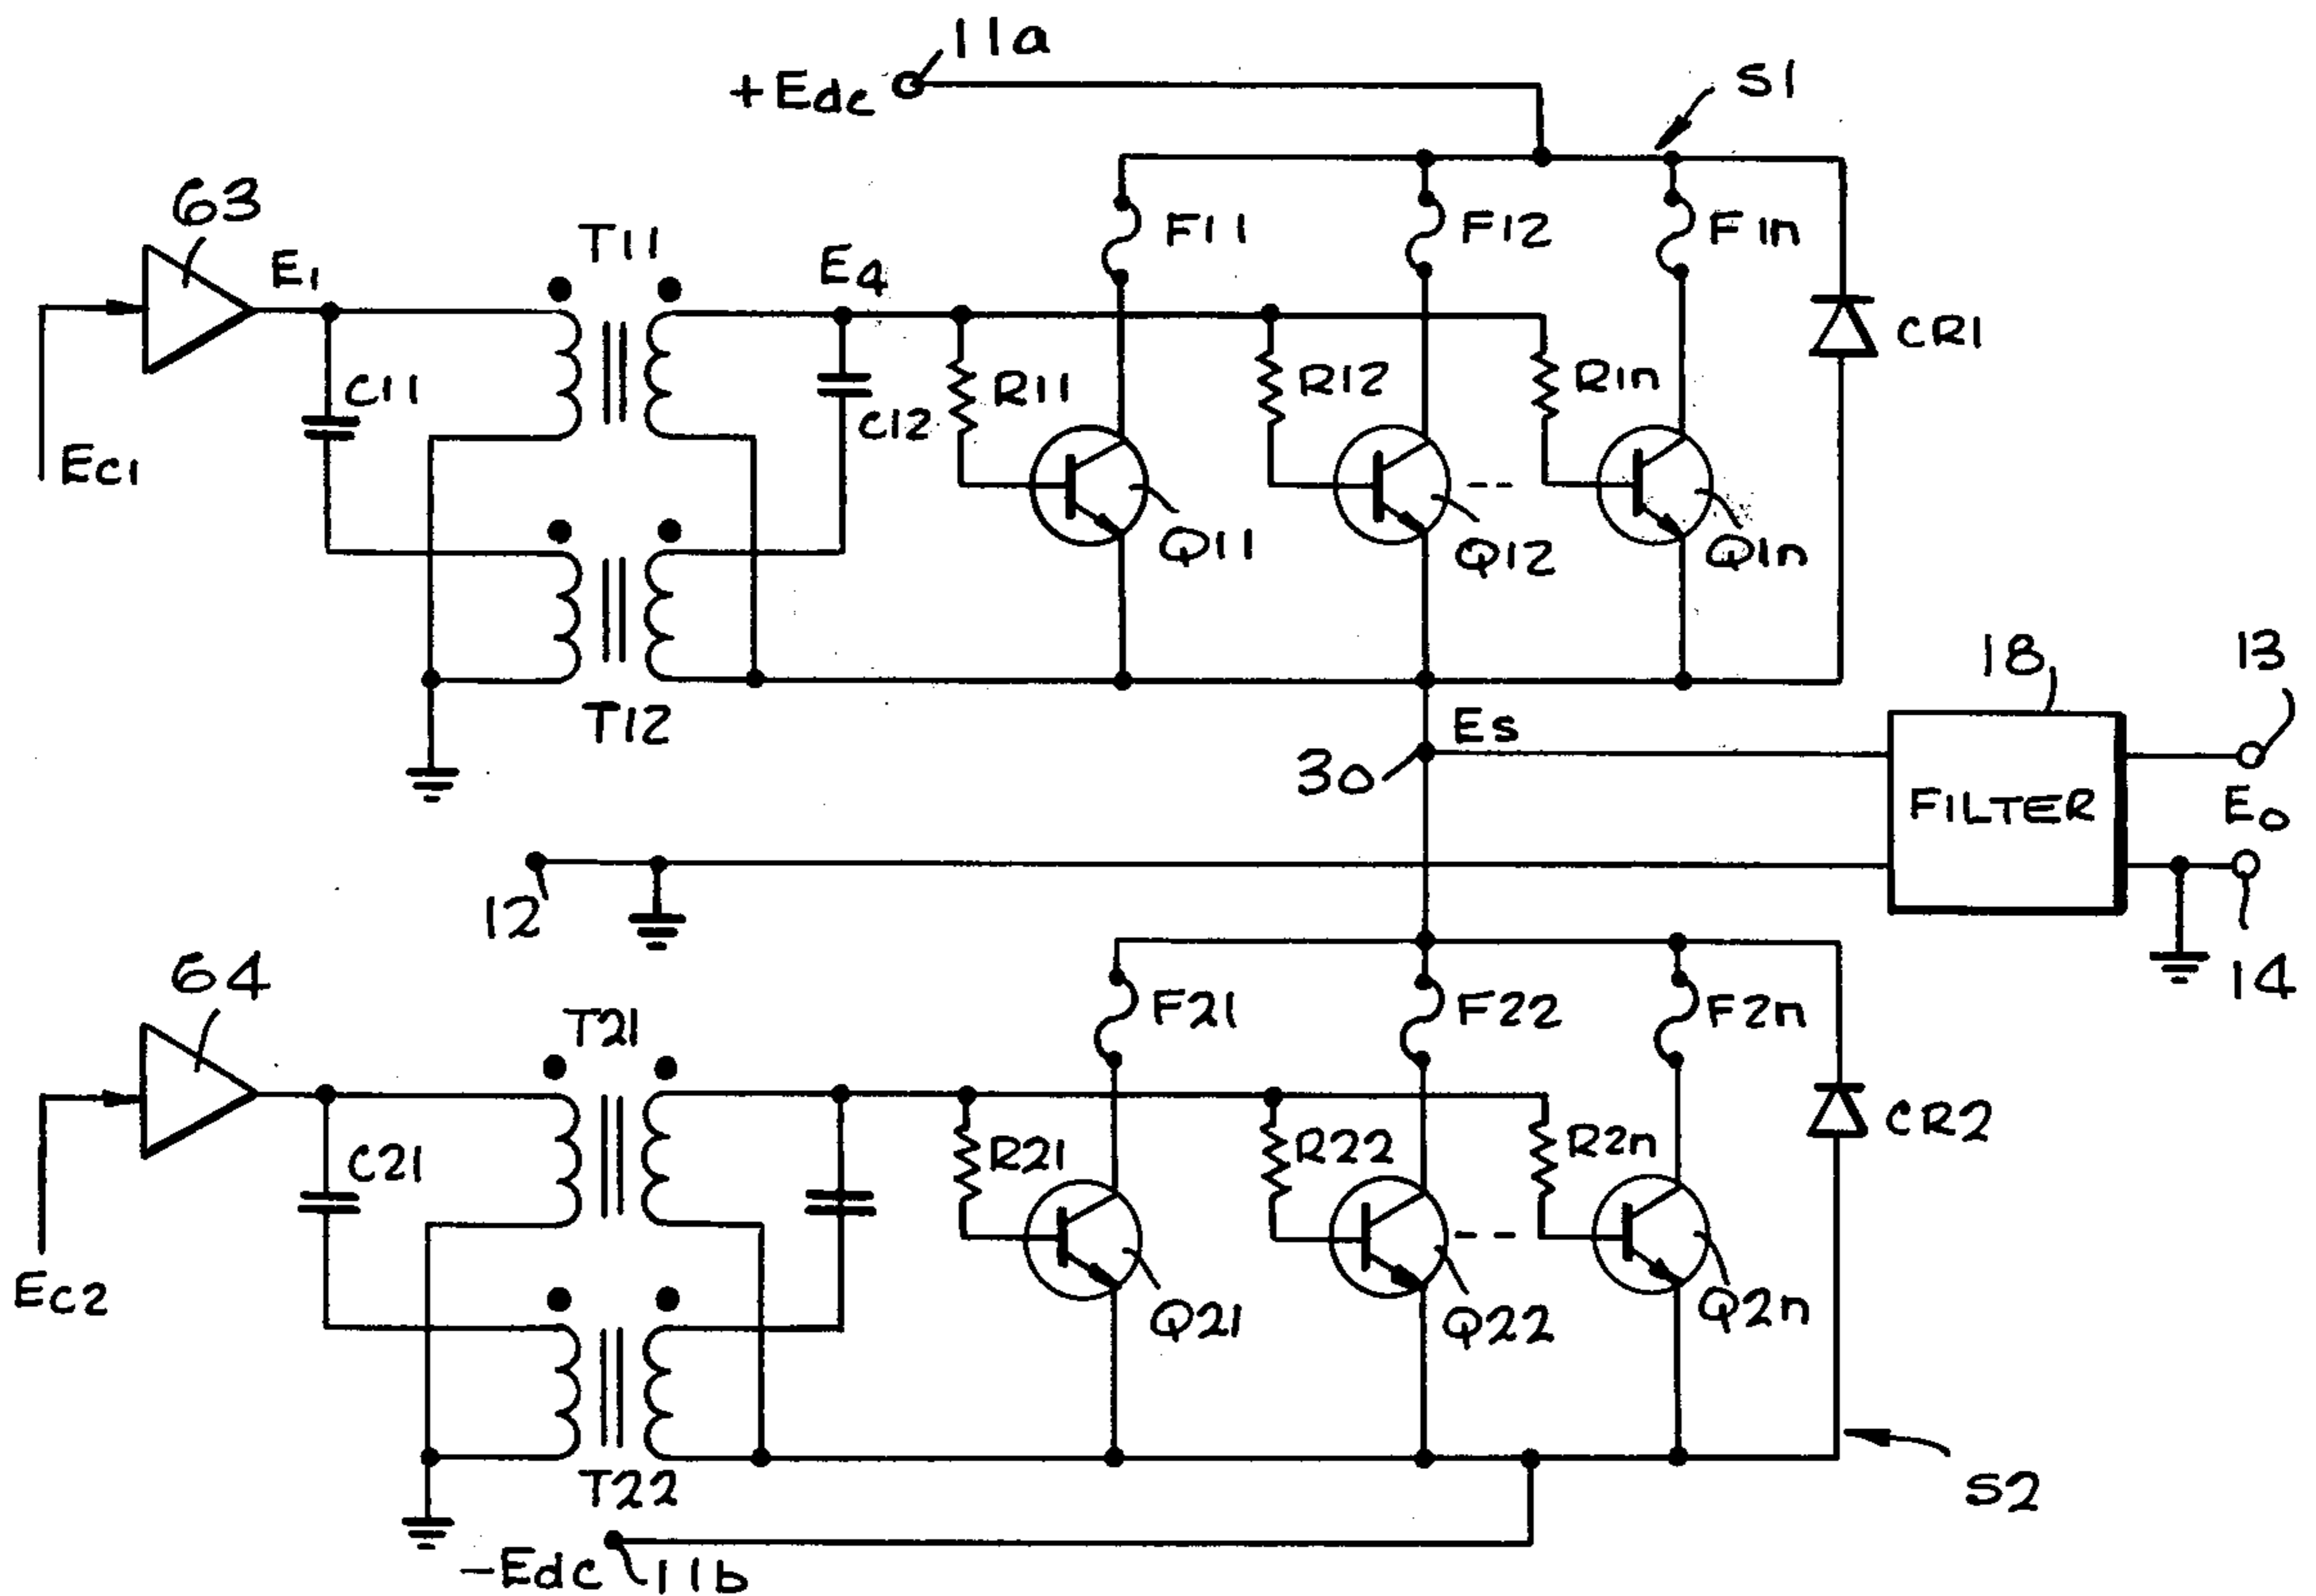 11a
+Edc
S1
63
T11
F11
F12
F1n
E1
E4
CR1
C11
R11
R12
R1n
C12
Ec1
Q11
Q12
--
Q1n
18
13
T12
Es
30
FILTER
Eo
12
64
14
T21
F21
F22
F2n
C21
R21
R22
R2n
CR2
Ec2
Q21
Q22
--
Q2n
T22
S2
-Edc
11b